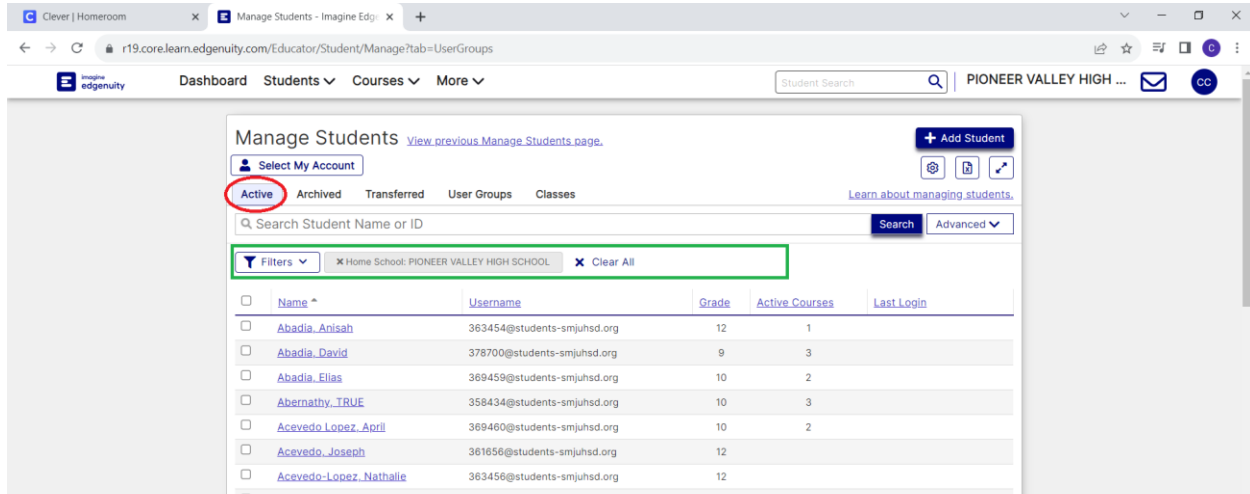 Clever | Homeroom
Manage Students - Imagine Edge
r19.core.learn.edgenuity.com/Educator/Student/Manage?tab=UserGroups
C
imagine edgenuity
Dashboard Students Courses More
Student Search
PIONEER VALLEY HIGH ...
CC
Manage Students View previous Manage Students page.
+ Add Student
Select My Account
Active Archived Transferred User Groups Classes
Learn about managing students.
Search Student Name or ID
Search Advanced
Filters × Home School: PIONEER VALLEY HIGH SCHOOL × Clear All
Name Username Grade Active Courses Last Login
Abadia, Anisah 363454@students-smjuhsd.org 12 1
Abadia, David 378700@students-smjuhsd.org 9 3
Abadia, Elias 369459@students-smjuhsd.org 10 2
Abernathy, TRUE 358434@students-smjuhsd.org 10 3
Acevedo Lopez, April 369460@students-smjuhsd.org 10 2
Acevedo, Joseph 361656@students-smjuhsd.org 12
Acevedo-Lopez, Nathalie 363456@students-smjuhsd.org 12